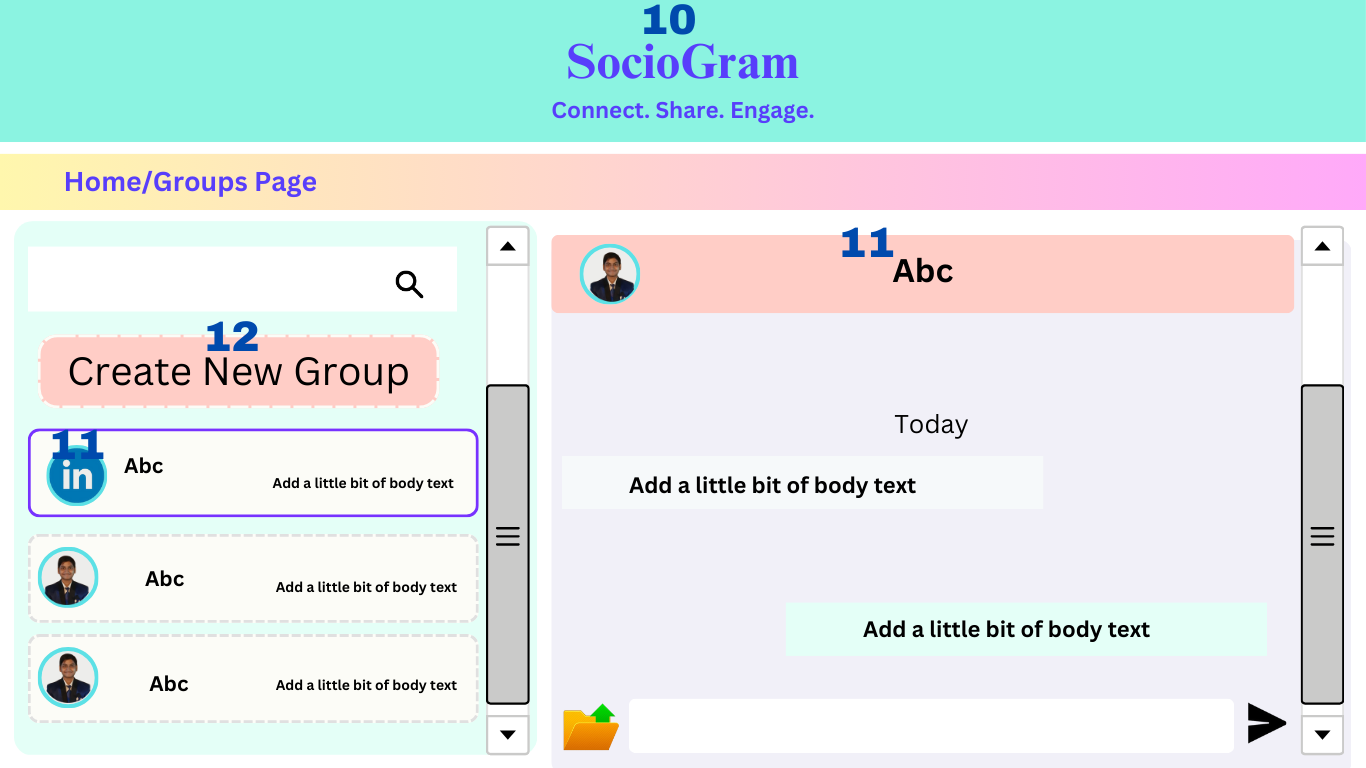 10
SocioGram
Connect. Share. Engage.
Home/Groups Page
12
Create New Group
11
in
Abc
Add a little bit of body text
Abc
Add a little bit of body text
Abc
Add a little bit of body text
11
Abc
Today
Add a little bit of body text
Add a little bit of body text